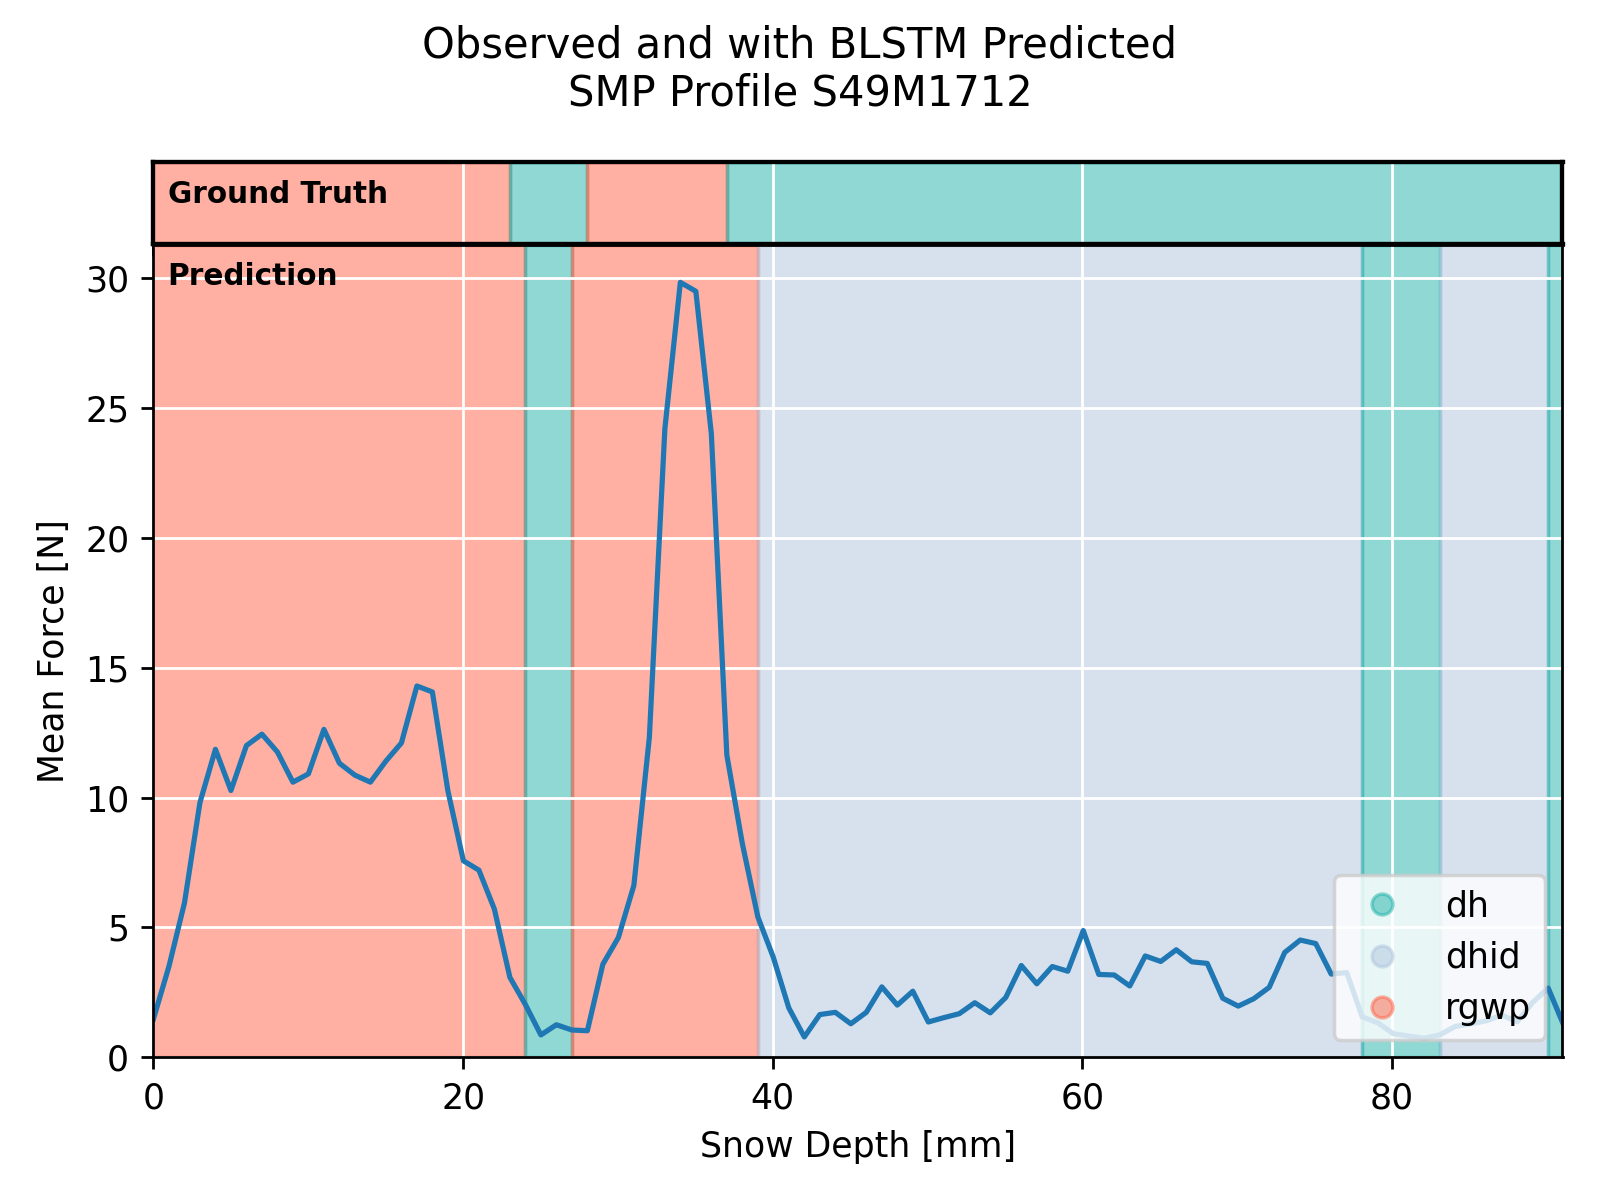 Observed and with BLSTM Predicted
SMP Profile S49M1712
Ground Truth
Prediction
30
25
20
15
10
5
0
Mean Force [N]
dh
dhid
rgwp
0 20 40 60 80
Snow Depth [mm]